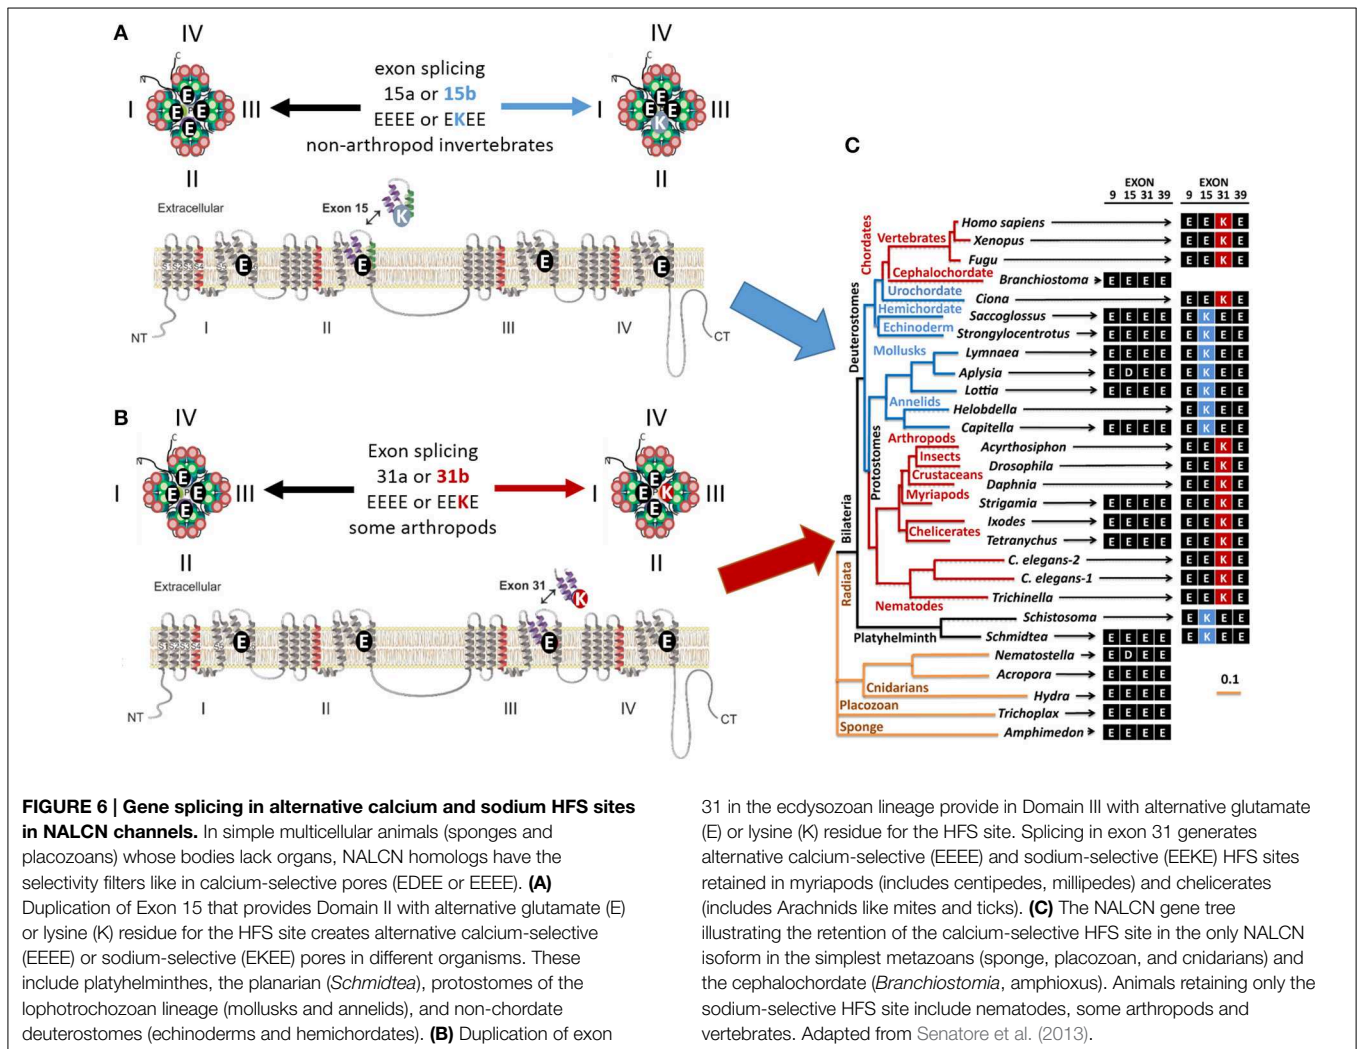 A
IV
C
N
E
E
E
E
I
III
II
exon splicing
15a or 15b
EEEE or EKEE
non-arthropod invertebrates
IV
C
N
E
E
E
K
I
III
II
Extracellular
Exon 15
K
S1S2S3S4
E
E
E
E
NT
I
II
III
IV
CT
B
IV
C
N
E
E
E
E
I
III
II
Exon splicing
31a or 31b
EEEE or EEKE
some arthropods
IV
C
N
E
E
K
E
I
III
II
Extracellular
Exon 31
K
S1S2S3S4
E
E
E
E
NT
I
II
III
IV
CT
C
EXON
9 15 31 39
EXON
9 15 31 39
Bilateria
Radiata
Deuterostomes
Protostomes
Chordates
Vertebrates
Homo sapiens E E K E
Xenopus E E K E
Fugu E E K E
Cephalochordate
Branchiostoma E E E E
Urochordate
Ciona E E K E
Hemichordate
Saccoglossus E E E E E K E E
Echinoderm
Strongylocentrotus E E E E E K E E
Mollusks
Lymnaea E E E E E K E E
Aplysia E D E E E K E E
Lottia E E E E E K E E
Annelids
Helobdella E K E E
Capitella E E E E E K E E
Arthropods
Acyrthosiphon E E K E
Insects
Drosophila E E K E
Crustaceans
Daphnia E E K E
Myriapods
Strigamia E E E E E E K E
Ixodes E E E E E E K E
Chelicerates
Tetranychus E E E E E E K E
C. elegans-2 E E K E
C. elegans-1 E E K E
Nematodes
Trichinella E E K E
Schistosoma E K E E
Platyhelminth
Schmidtea E E E E E K E E
Nematostella E D E E
Acropora E E E E
Cnidarians
Hydra E E E E
Placozoan
Trichoplax E E E E
Sponge
Amphimedon E E E E
0.1
FIGURE 6 | Gene splicing in alternative calcium and sodium HFS sites
in NALCN channels. In simple multicellular animals (sponges and
placozoans) whose bodies lack organs, NALCN homologs have the
selectivity filters like in calcium-selective pores (EDEE or EEEE). (A)
Duplication of Exon 15 that provides Domain II with alternative glutamate (E)
or lysine (K) residue for the HFS site creates alternative calcium-selective
(EEEE) or sodium-selective (EKEE) pores in different organisms. These
include platyhelminthes, the planarian (Schmidtea), protostomes of the
lophotrochozoan lineage (mollusks and annelids), and non-chordate
deuterostomes (echinoderms and hemichordates). (B) Duplication of exon
31 in the ecdysozoan lineage provide in Domain III with alternative glutamate
(E) or lysine (K) residue for the HFS site. Splicing in exon 31 generates
alternative calcium-selective (EEEE) and sodium-selective (EEKE) HFS sites
retained in myriapods (includes centipedes, millipedes) and chelicerates
(includes Arachnids like mites and ticks). (C) The NALCN gene tree
illustrating the retention of the calcium-selective HFS site in the only NALCN
isoform in the simplest metazoans (sponge, placozoan, and cnidarians) and
the cephalochordate (Branchiostomia, amphioxus). Animals retaining only the
sodium-selective HFS site include nematodes, some arthropods and
vertebrates. Adapted from Senatore et al. (2013).